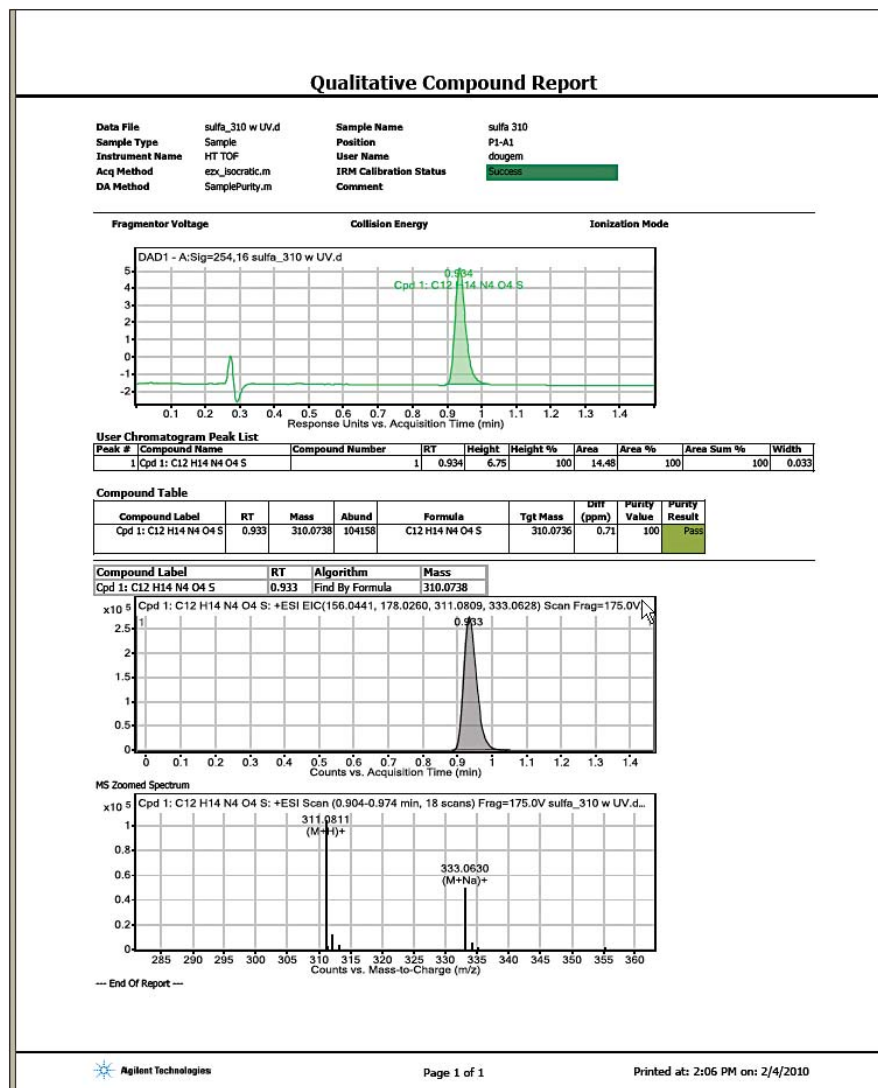 Qualitative Compound Report
Data File sulfa_310 w UV.d Sample Name sulfa 310
Sample Type Sample Position P1-A1
Instrument Name HT TOF User Name dougem
Acq Method ezx_isocratic.m IRM Calibration Status Success
DA Method SamplePurity.m Comment
Fragmentor Voltage Collision Energy Ionization Mode
DAD1 - A:Sig=254,16 sulfa_310 w UV.d
0.934
Cpd 1: C12 H14 N4 O4 S
5
4
3
2
1
0
-1
-2
0.1 0.2 0.3 0.4 0.5 0.6 0.7 0.8 0.9 1 1.1 1.2 1.3 1.4
Response Units vs. Acquisition Time (min)
User Chromatogram Peak List
Peak # Compound Name Compound Number RT Height Height % Area Area % Area Sum % Width
1 Cpd 1: C12 H14 N4 O4 S 1 0.934 6.75 100 14.48 100 100 0.033
Compound Table
Compound Label RT Mass Abund Formula Tgt Mass Diff (ppm) Purity Value Purity Result
Cpd 1: C12 H14 N4 O4 S 0.933 310.0738 104158 C12 H14 N4 O4 S 310.0736 0.71 100 Pass
Compound Label RT Algorithm Mass
Cpd 1: C12 H14 N4 O4 S 0.933 Find By Formula 310.0738
x10 5 Cpd 1: C12 H14 N4 O4 S: +ESI EIC(156.0441, 178.0260, 311.0809, 333.0628) Scan Frag=175.0V
1 0.933
2.5
2
1.5
1
0.5
0
0 0.1 0.2 0.3 0.4 0.5 0.6 0.7 0.8 0.9 1 1.1 1.2 1.3 1.4
Counts vs. Acquisition Time (min)
MS Zoomed Spectrum
x10 5 Cpd 1: C12 H14 N4 O4 S: +ESI Scan (0.904-0.974 min, 18 scans) Frag=175.0V sulfa_310 w UV.d...
311.0811
(M+H)+
333.0630
(M+Na)+
1
0.8
0.6
0.4
0.2
0
285 290 295 300 305 310 315 320 325 330 335 340 345 350 355 360
Counts vs. Mass-to-Charge (m/z)
--- End Of Report ---
Agilent Technologies Page 1 of 1 Printed at: 2:06 PM on: 2/4/2010